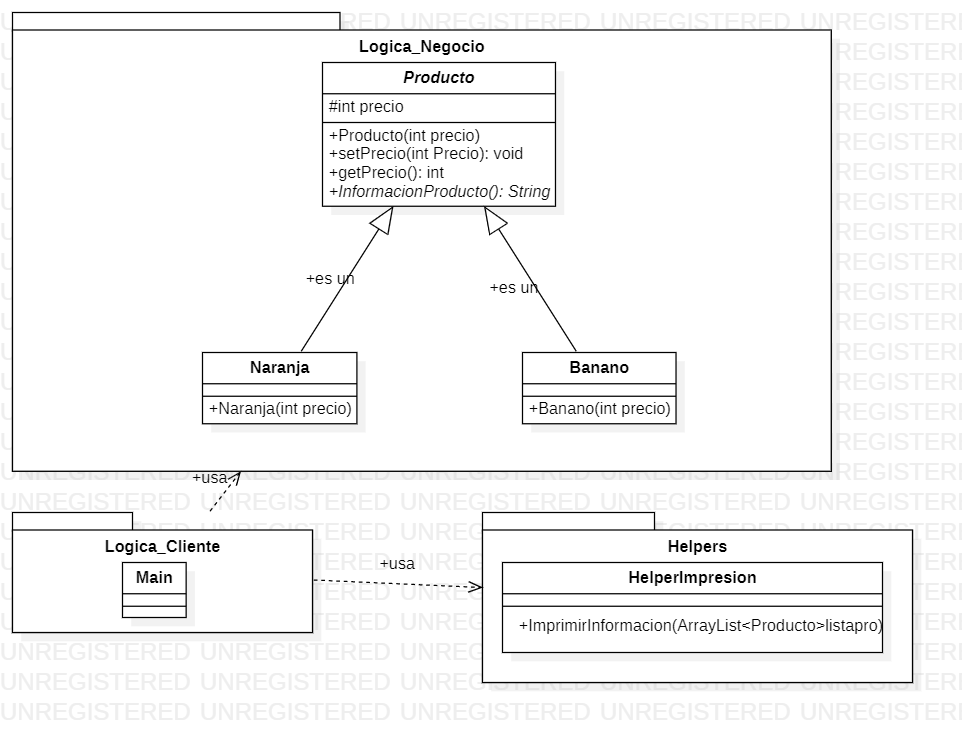 Logica_Negocio
Producto
#int precio
+Producto(int precio)
+setPrecio(int Precio): void
+getPrecio(): int
+InformacionProducto(): String
+es un
+es un
Naranja
+Naranja(int precio)
Banano
+Banano(int precio)
+usa
Logica_Cliente
Main
+usa
Helpers
HelperImpresion
+ImprimirInformacion(ArrayList<Producto>listapro)
UNREGISTERED UNREGISTERED UNREGISTERED UNREGISTERED UNREGISTERI